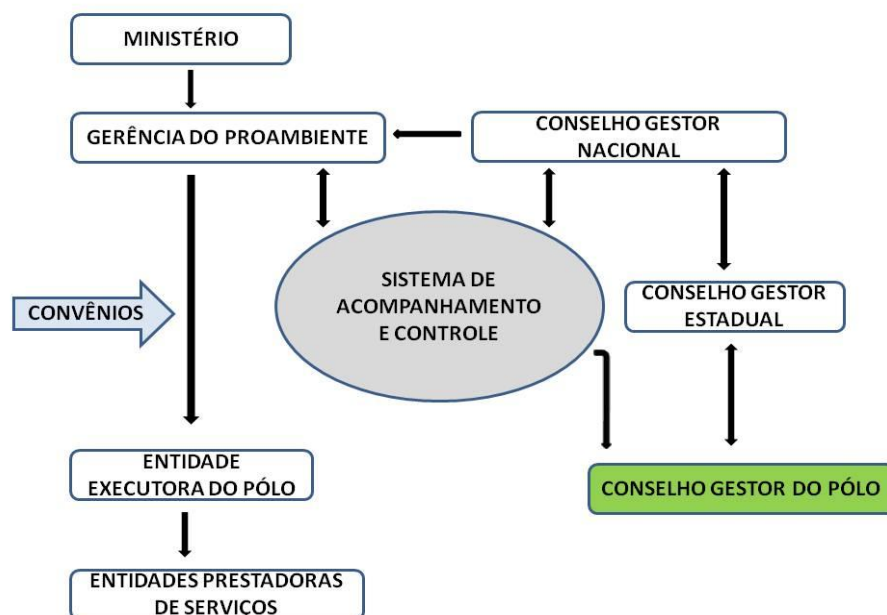 MINISTÉRIO
GERÊNCIA DO PROAMBIENTE
CONSELHO GESTOR
NACIONAL
SISTEMA DE
ACOMPANHAMENTO
E CONTROLE
CONVÊNIOS
CONSELHO GESTOR
ESTADUAL
ENTIDADE
EXECUTORA DO PÓLO
CONSELHO GESTOR DO PÓLO
ENTIDADES PRESTADORAS
DE SERVIÇOS